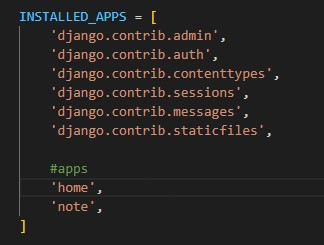 INSTALLED_APPS = [
'django.contrib.admin',
'django.contrib.auth',
'django.contrib.contenttypes',
'django.contrib.sessions',
'django.contrib.messages',
'django.contrib.staticfiles',
#apps
'home',
'note',
]